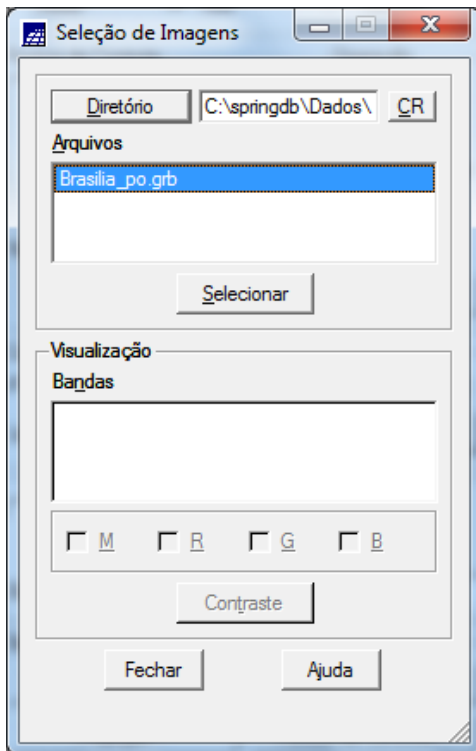 Seleção de Imagens
Diretório C:\springdb\Dados\ CR
Arquivos
Brasilia_po.grb
Selecionar
Visualização
Bandas
M R G B
Contraste
Fechar Ajuda